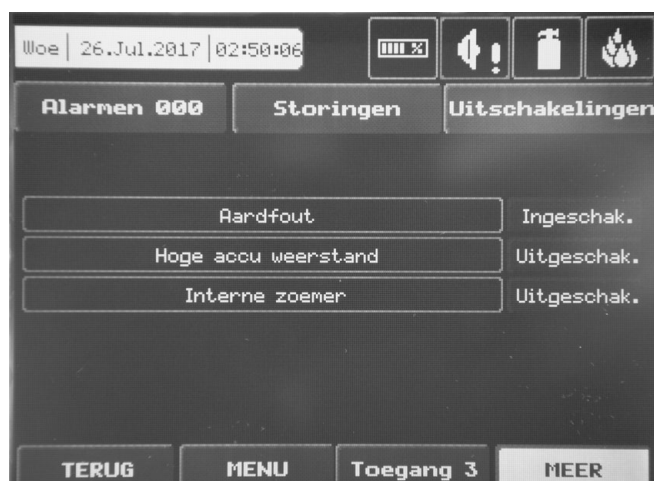 Woe | 26.Jul.2017 | 02:50:06
Alarmen 000 Storingen Uitschakelingen
Aardfout Ingeschak.
Hoge accu weerstand Uitgeschak.
Interne zoemer Uitgeschak.
TERUG MENU Toegang 3 MEER